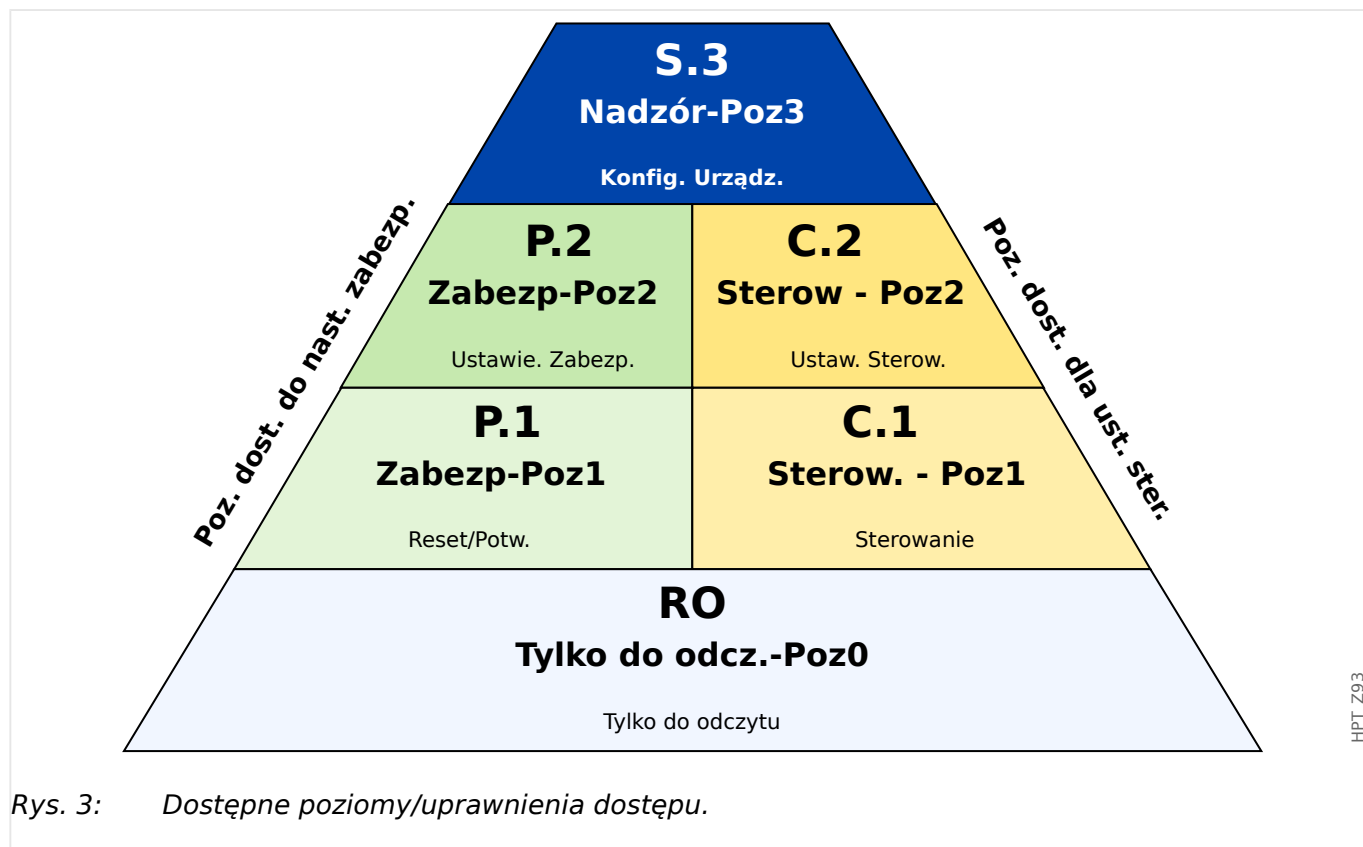 S.3
Nadzór-Poz3
Konfig. Urządz.
Poz. dost. do nast. zabezp.
P.2
Zabezp-Poz2
Ustawie. Zabezp.
C.2
Sterow - Poz2
Ustaw. Sterow.
Poz. dost. dla ust. ster.
P.1
Zabezp-Poz1
Reset/Potw.
C.1
Sterow. - Poz1
Sterowanie
RO
Tylko do odcz.-Poz0
Tylko do odczytu
HPT_Z93
Rys. 3: Dostępne poziomy/uprawnienia dostępu.